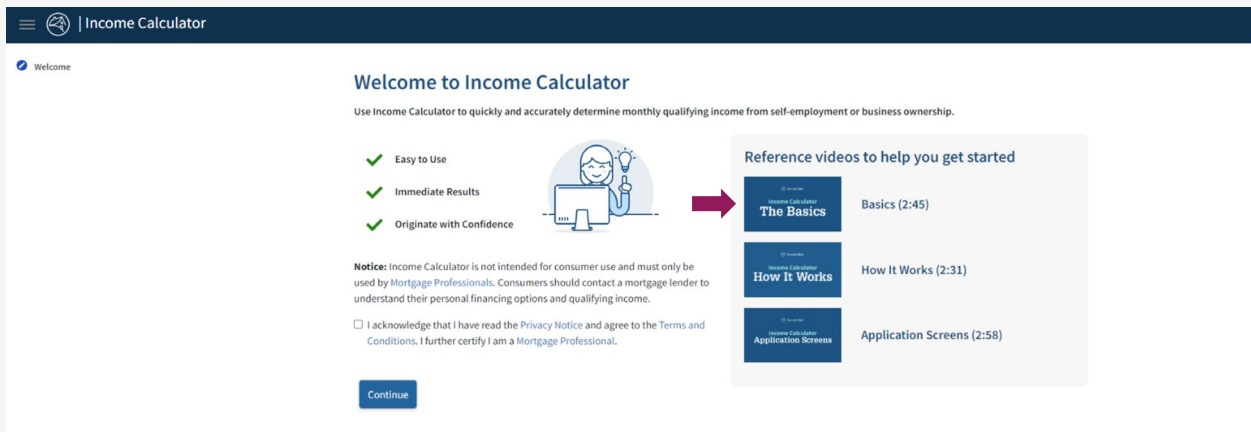 | Income Calculator
Welcome
Welcome to Income Calculator
Use Income Calculator to quickly and accurately determine monthly qualifying income from self-employment or business ownership.
Easy to Use
Immediate Results
Originate with Confidence
Notice: Income Calculator is not intended for consumer use and must only be
used by Mortgage Professionals. Consumers should contact a mortgage lender to
understand their personal financing options and qualifying income.
I acknowledge that I have read the Privacy Notice and agree to the Terms and
Conditions. I further certify I am a Mortgage Professional.
Continue
Reference videos to help you get started
Income Calculator
The Basics
Basics (2:45)
Income Calculator
How It Works
How It Works (2:31)
Income Calculator
Application Screens
Application Screens (2:58)